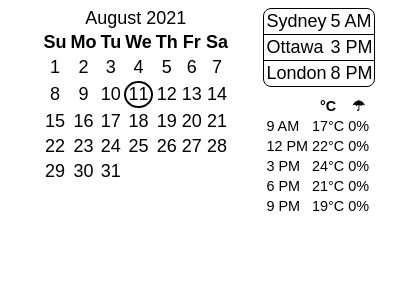 August 2021
Su Mo Tu We Th Fr Sa
1 2 3 4 5 6 7
8 9 10 11 12 13 14
15 16 17 18 19 20 21
22 23 24 25 26 27 28
29 30 31
Sydney 5 AM
Ottawa 3 PM
London 8 PM
°C ☂
9 AM 17°C 0%
12 PM 22°C 0%
3 PM 24°C 0%
6 PM 21°C 0%
9 PM 19°C 0%